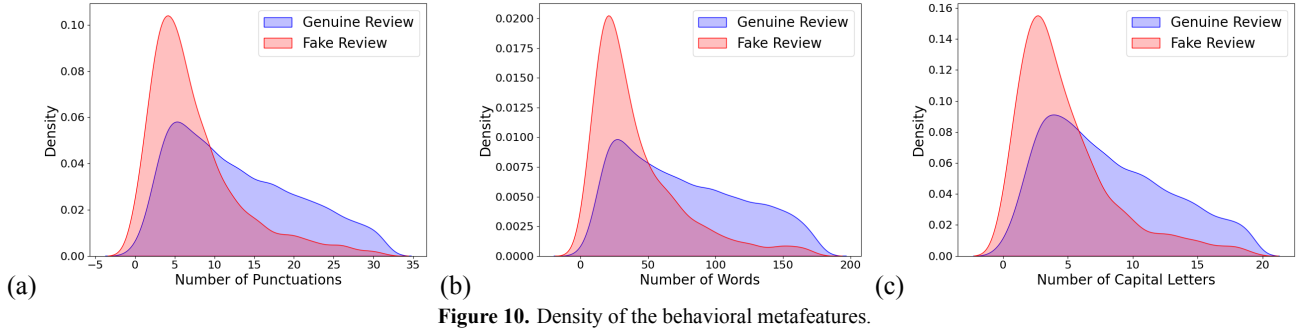 0.10
0.08
0.06
0.04
0.02
0.00
Density
−5 0 5 10 15 20 25 30 35
Number of Punctuations
Genuine Review
Fake Review
(a)
0.0200
0.0175
0.0150
0.0125
0.0100
0.0075
0.0050
0.0025
0.0000
Density
0 50 100 150 200
Number of Words
Genuine Review
Fake Review
(b)
0.16
0.14
0.12
0.10
0.08
0.06
0.04
0.02
0.00
Density
0 5 10 15 20
Number of Capital Letters
Genuine Review
Fake Review
(c)
Figure 10. Density of the behavioral metafeatures.